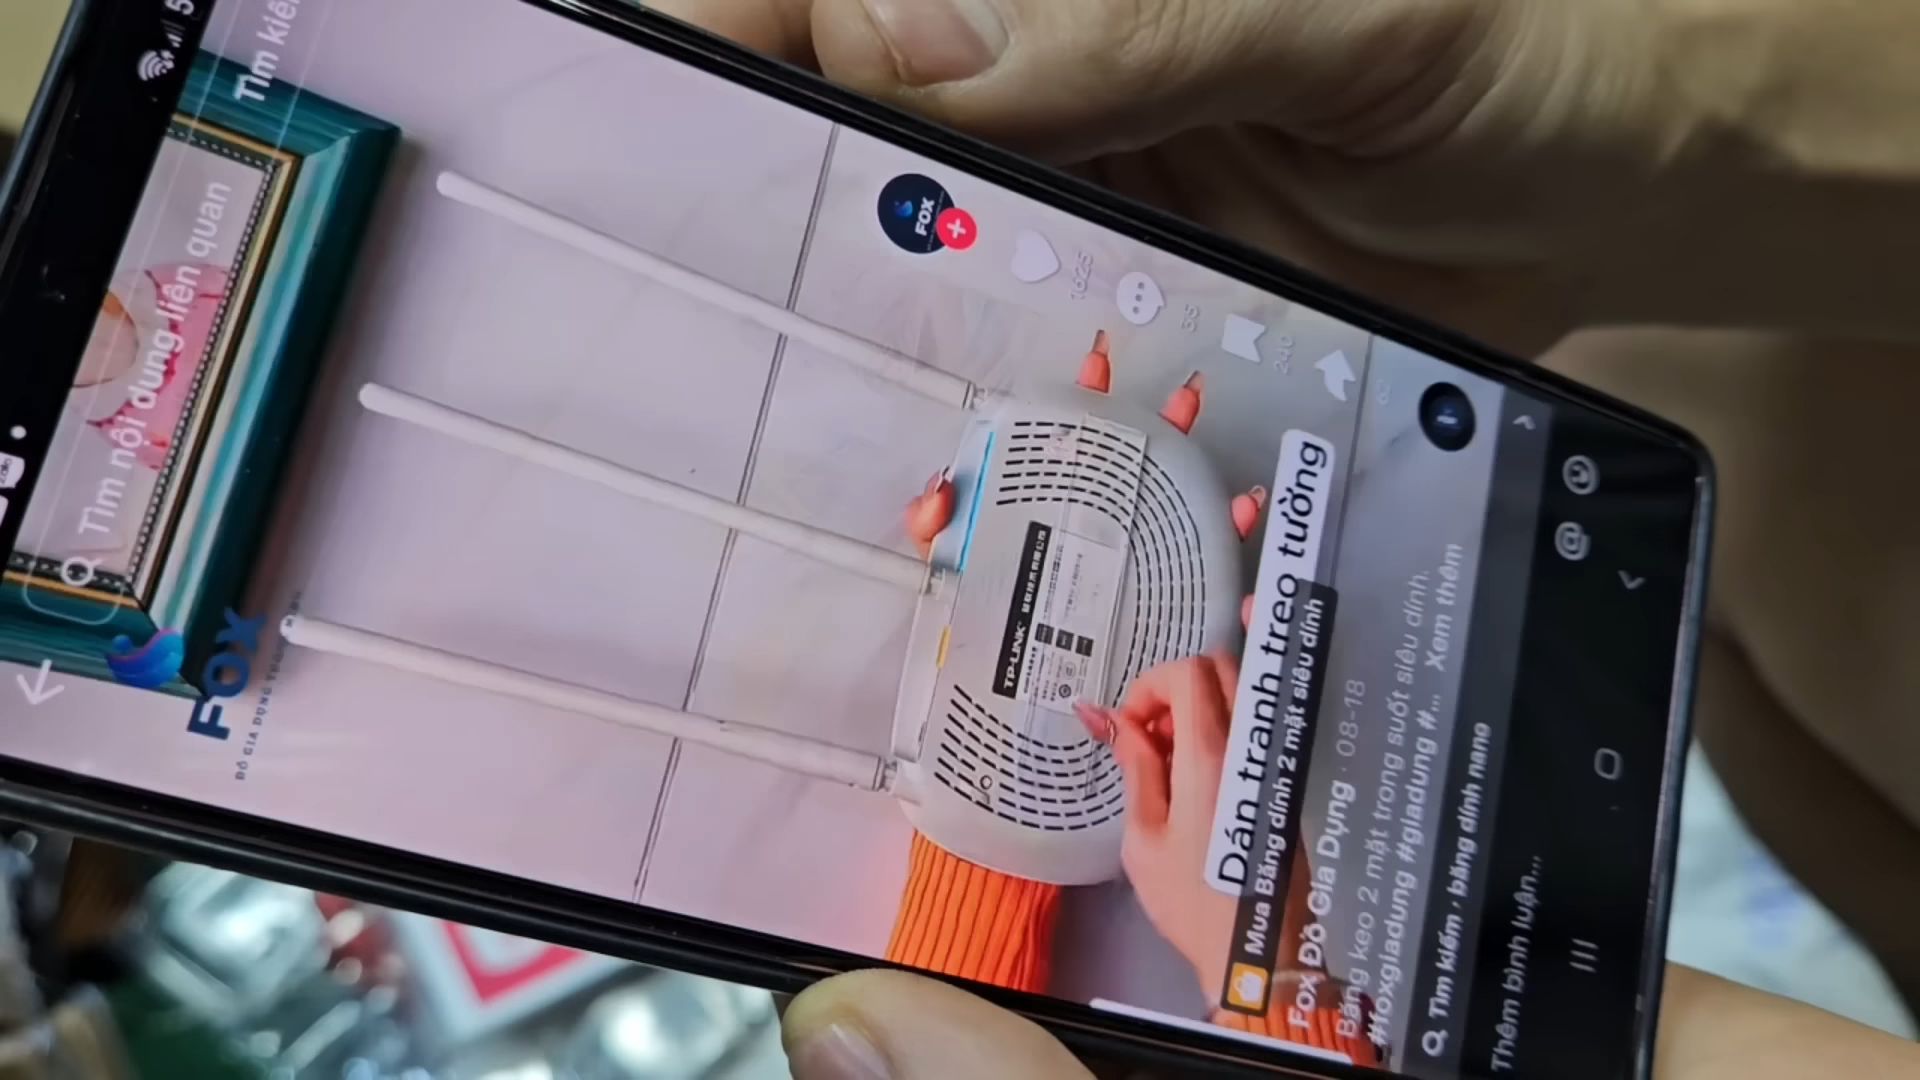 5
Tìm kiế
Tìm nội dung liên quan
FOX
ĐỒ GIA DỤNG
FOX
1625
240
62
TP-LINK
Dán tranh treo tường
Mua Băng dính 2 mặt siêu dính
Fox Đồ Gia Dụng · 08-18
Băng keo 2 mặt trong suốt siêu dính.
#foxgiadung #giadung #... Xem thêm
Tìm kiếm · băng dính nano
Thêm bình luận...
@